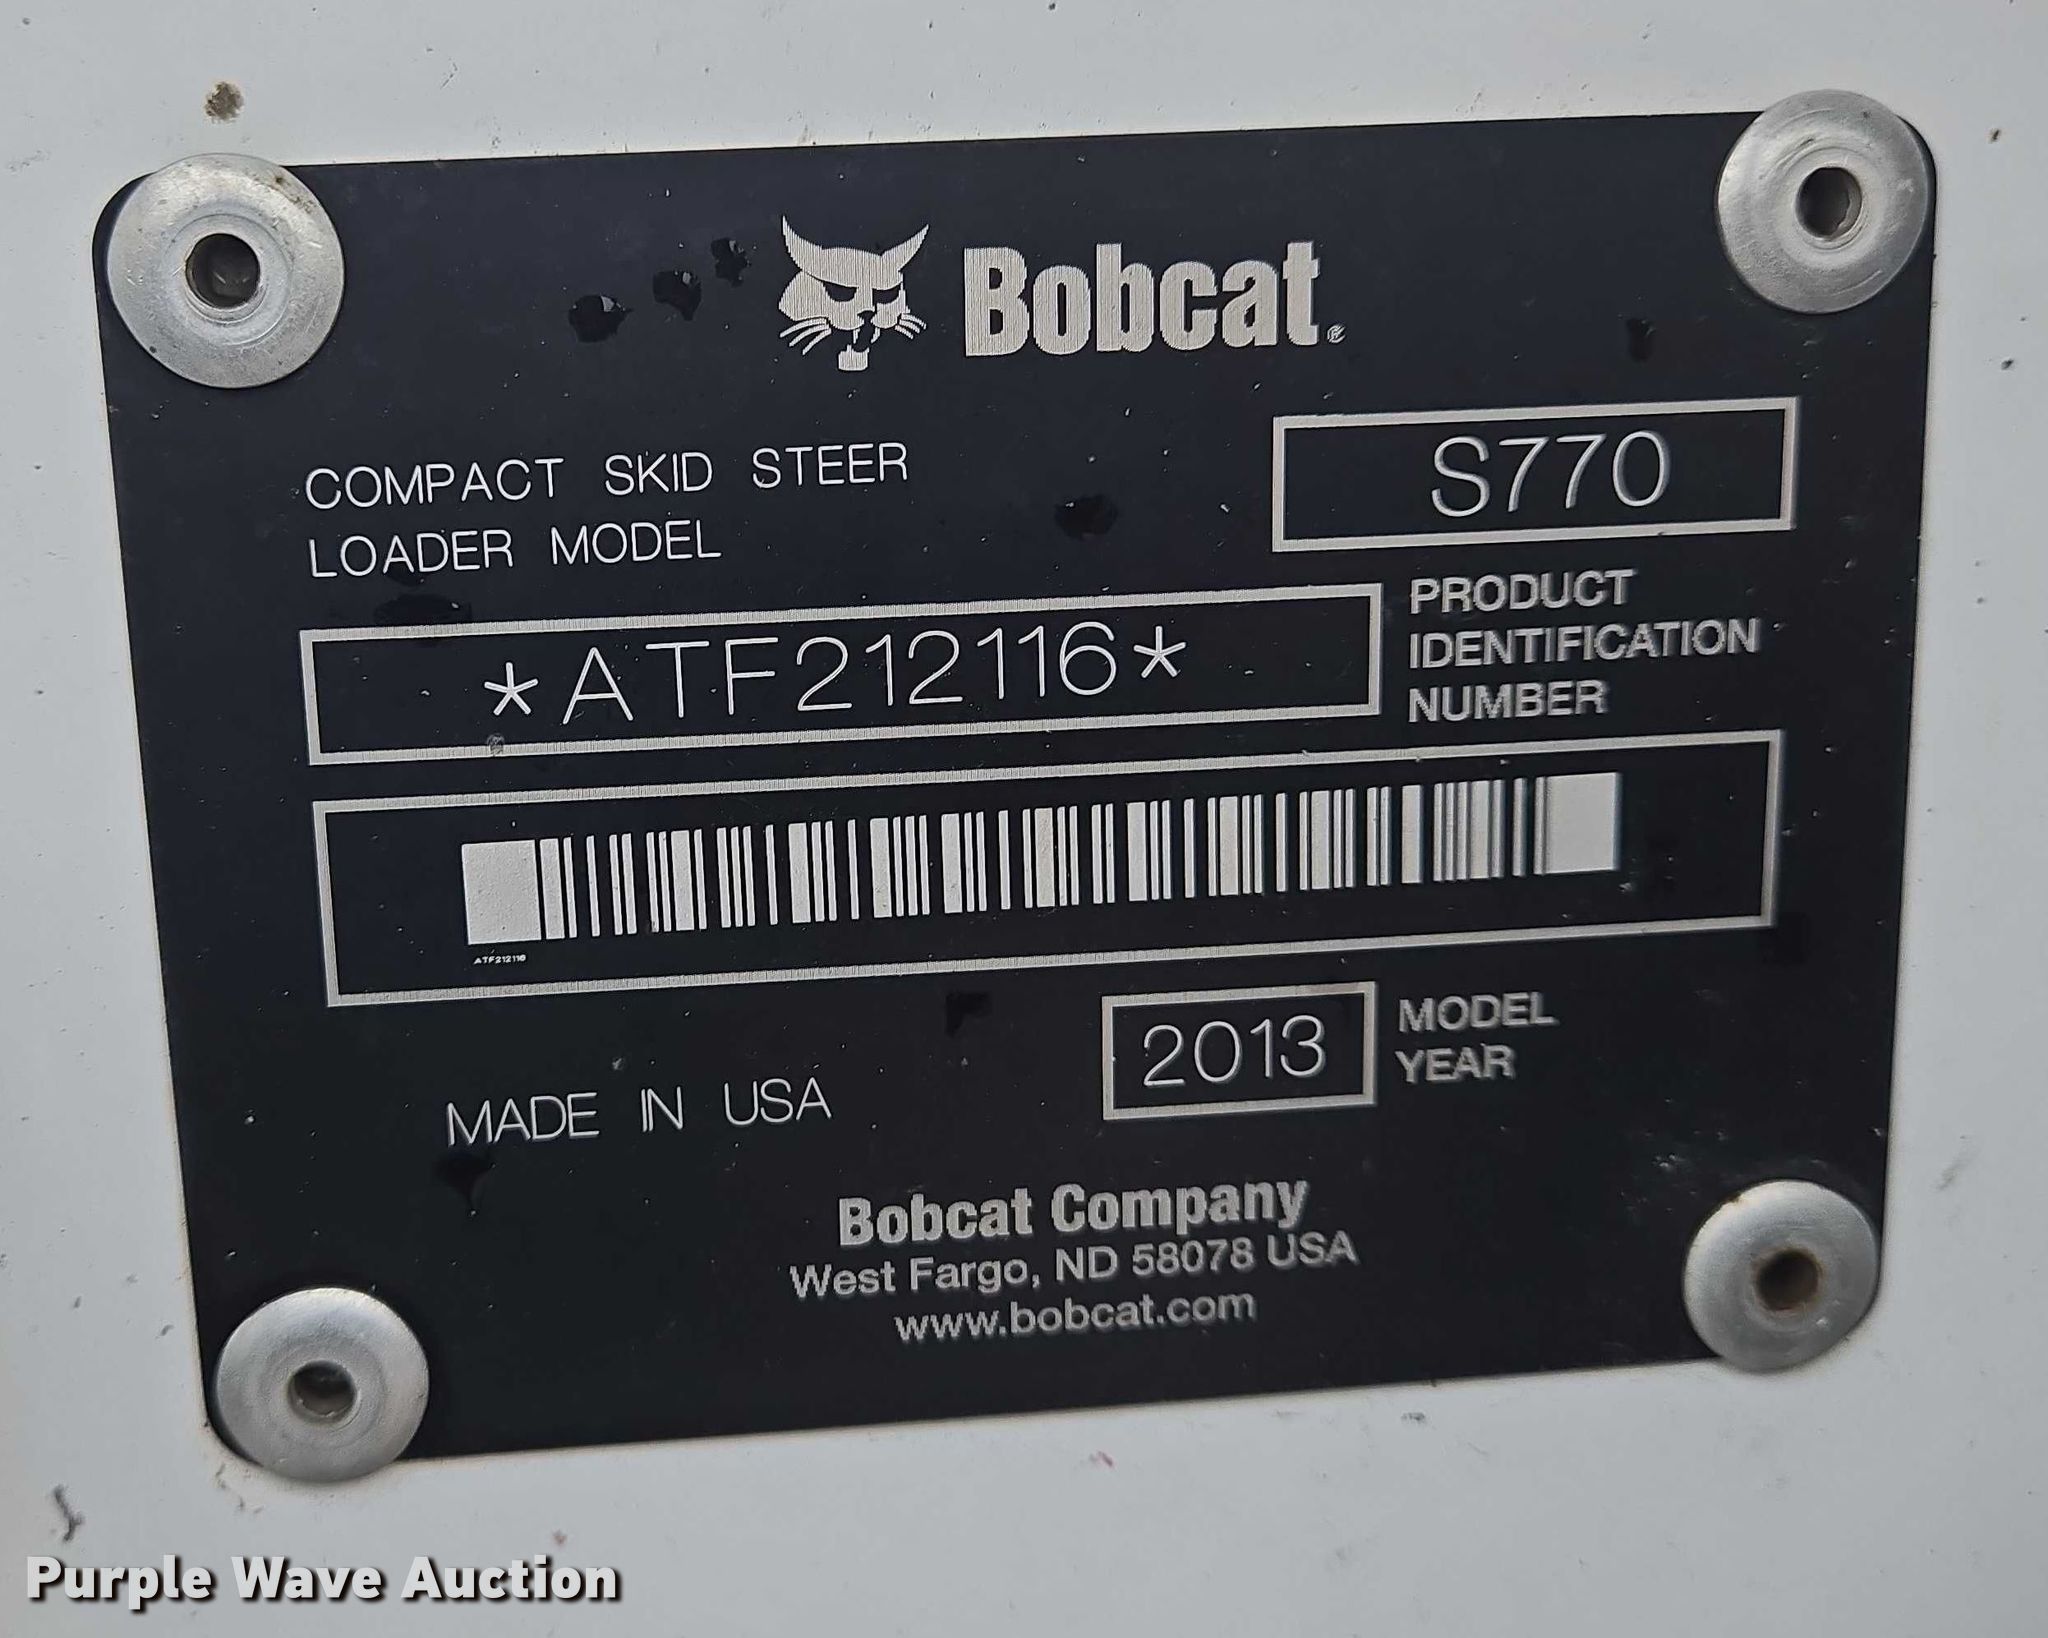 Bobcat®
COMPACT SKID STEER
LOADER MODEL
S770
*ATF212116*
PRODUCT
IDENTIFICATION
NUMBER
ATF212116
MADE IN USA
2013
MODEL
YEAR
Bobcat Company
West Fargo, ND 58078 USA
www.bobcat.com
Purple Wave Auction